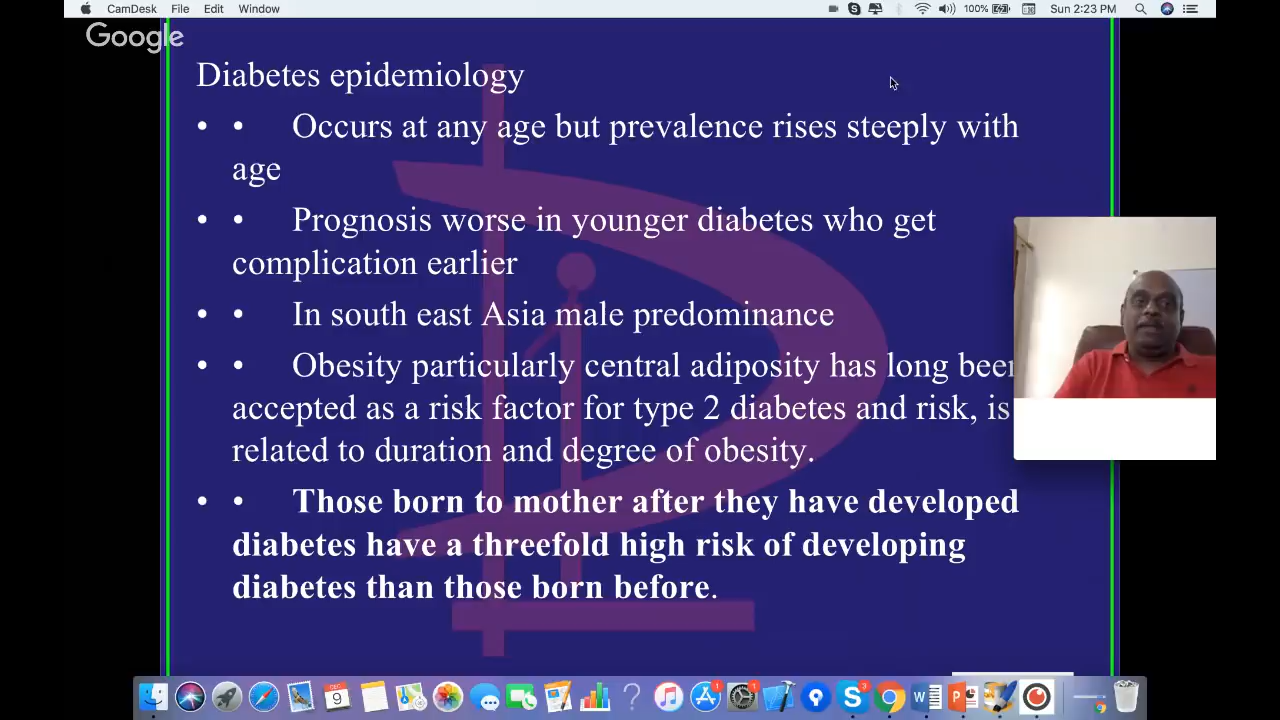 CamDesk File Edit Window 100% Sun 2:23 PM
Google
Diabetes epidemiology
• • Occurs at any age but prevalence rises steeply with
age
• • Prognosis worse in younger diabetes who get
complication earlier
• • In south east Asia male predominance
• • Obesity particularly central adiposity has long been
accepted as a risk factor for type 2 diabetes and risk, is
related to duration and degree of obesity.
• • Those born to mother after they have developed
diabetes have a threefold high risk of developing
diabetes than those born before.
DEC
9